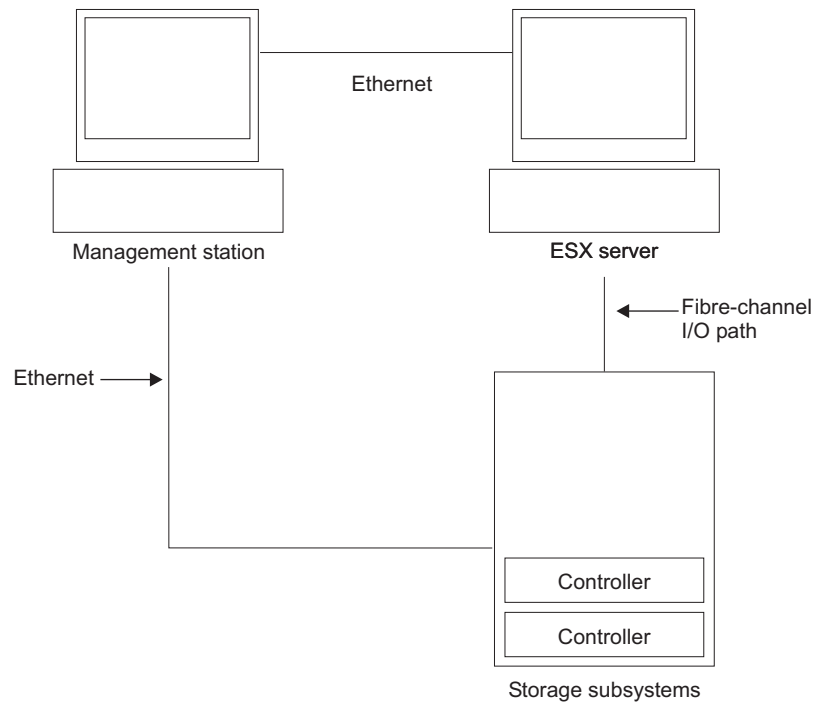 Ethernet
Management station
ESX server
Fibre-channel
I/O path
Ethernet
Controller
Controller
Storage subsystems